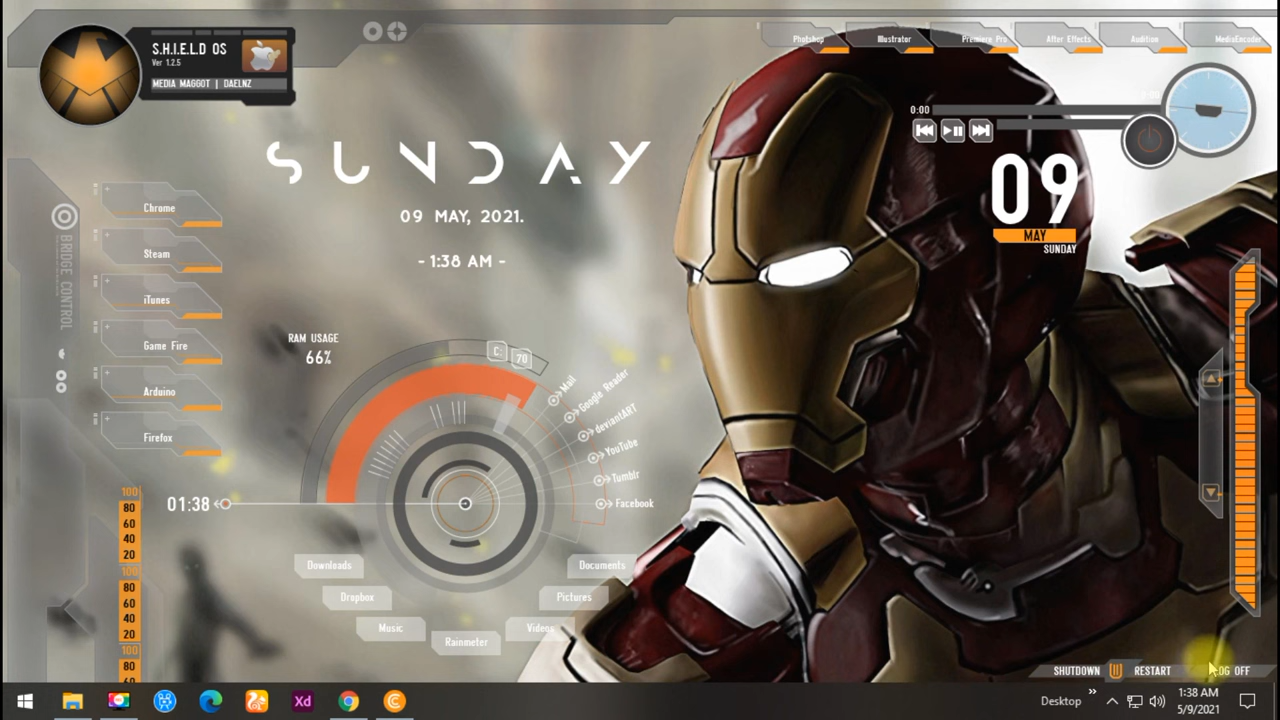 S.H.I.E.L.D OS
Ver 1.2.5
MEDIA MAGGOT | DAELNZ
Photshop
Illustrator
Premiere Pro
After Effects
Audition
MediaEncoder
SUNDAY
09 MAY, 2021.
- 1:38 AM -
0:00
09
MAY
SUNDAY
BRIDGE CONTROL
Chrome
Steam
iTunes
Game Fire
Arduino
Firefox
RAM USAGE
66%
C:
70
Mail
Google Reader
deviantART
YouTube
Tumblr
Facebook
01:38
100
80
60
40
20
100
80
60
40
20
100
80
60
Downloads
Dropbox
Music
Rainmeter
Videos
Pictures
Documents
SHUTDOWN
RESTART
LOG OFF
Xd
Desktop
1:38 AM
5/9/2021